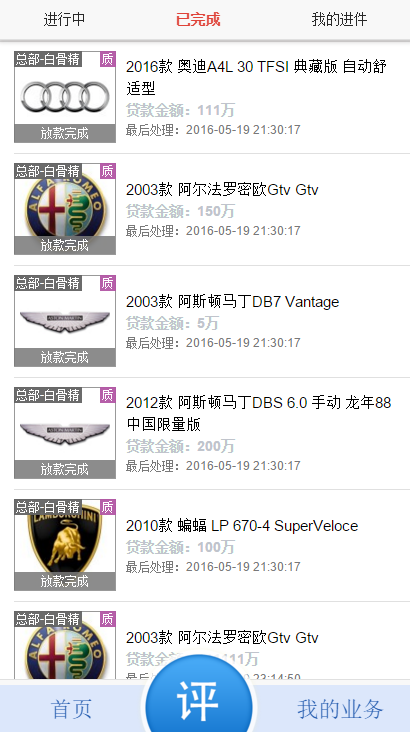 进行中
已完成
我的进件
总部-白骨精
质
放款完成
2016款 奥迪A4L 30 TFSI 典藏版 自动舒
适型
贷款金额：111万
最后处理：2016-05-19 21:30:17
总部-白骨精
质
ALFA ROMEO
放款完成
2003款 阿尔法罗密欧Gtv Gtv
贷款金额：150万
最后处理：2016-05-19 21:30:17
总部-白骨精
质
ASTON MARTIN
放款完成
2003款 阿斯顿马丁DB7 Vantage
贷款金额：5万
最后处理：2016-05-19 21:30:17
总部-白骨精
质
ASTON MARTIN
放款完成
2012款 阿斯顿马丁DBS 6.0 手动 龙年88
中国限量版
贷款金额：200万
最后处理：2016-05-19 21:30:17
总部-白骨精
质
LAMBORGHINI
放款完成
2010款 蝙蝠 LP 670-4 SuperVeloce
贷款金额：100万
最后处理：2016-05-19 21:30:17
总部-白骨精
质
ALFA ROMEO
2003款 阿尔法罗密欧Gtv Gtv
贷款金 111万
23:14:50
首页
评
我的业务